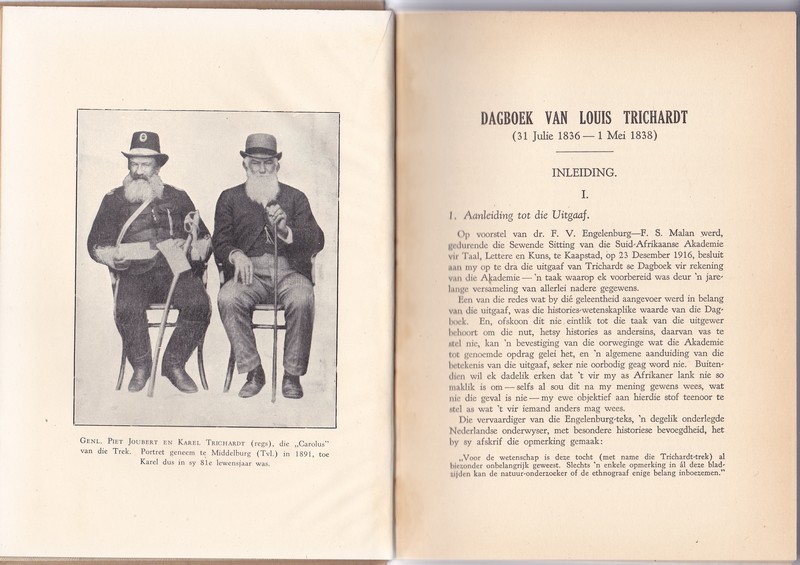 GENL. PIET JOUBERT EN KAREL TRICHARDT (regs), die „Carolus”
van die Trek. Portret geneem te Middelburg (Tvl.) in 1891, toe
Karel dus in sy 81e lewensjaar was.
DAGBOEK VAN LOUIS TRICHARDT
(31 Julie 1836 — 1 Mei 1838)
INLEIDING.
I.
1. Aanleiding tot die Uitgaaf.
Op voorstel van dr. F. V. Engelenburg—F. S. Malan werd,
gedurende die Sewende Sitting van die Suid-Afrikaanse Akademie
vir Taal, Lettere en Kuns, te Kaapstad, op 23 Desember 1916, besluit
aan my op te dra die uitgaaf van Trichardt se Dagboek vir rekening
van die Akademie — 'n taak waarop ek voorbereid was deur 'n jare-
lange versameling van allerlei nadere gegewens.
Een van die redes wat by dié geleentheid aangevoer werd in belang
van die uitgaaf, was die histories-wetenskaplike waarde van die Dag-
boek. En, ofskoon dit nie eintlik tot die taak van die uitgewer
behoort om die nut, hetsy histories as andersins, daarvan vas te
stel nie, kan 'n bevestiging van die oorweginge wat die Akademie
tot genoemde opdrag gelei het, en 'n algemene aanduiding van die
betekenis van die uitgaaf, seker nie oorbodig geag word nie. Buiten-
dien wil ek dadelik erken dat 't vir my as Afrikaner lank nie so
maklik is om — selfs al sou dit na my mening gewens wees, wat
nie die geval is nie — my ewe objektief aan hierdie stof teenoor te
stel as wat 't vir iemand anders mag wees.
Die vervaardiger van die Engelenburg-teks, 'n degelik onderlegde
Nederlandse onderwyser, met besondere historiese bevoegdheid, het
by sy afskrif die opmerking gemaak:
„Voor de wetenschap is deze tocht (met name die Trichardt-trek) al
biezonder onbelangrijk geweest. Slechts 'n enkele opmerking in ál deze blad-
zijden kan de natuur-onderzoeker of de ethnograaf enige belang inboezemen.”